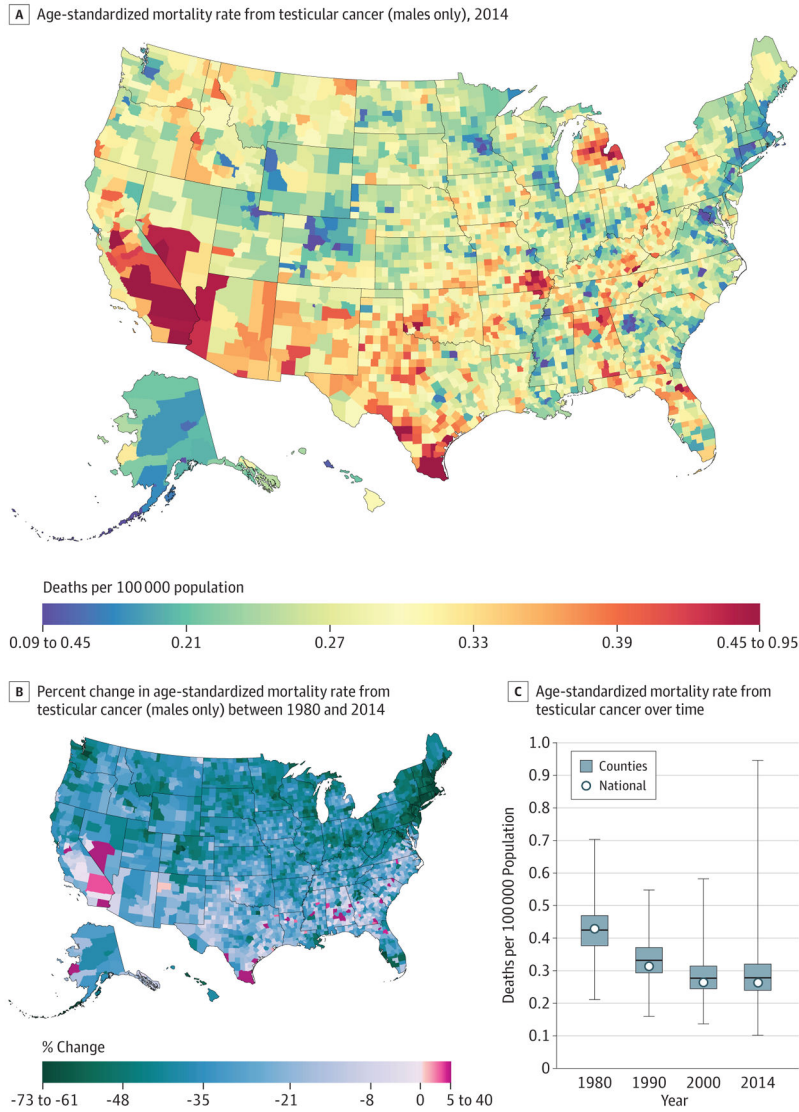 A Age-standardized mortality rate from testicular cancer (males only), 2014
Deaths per 100 000 population
0.09 to 0.45 0.21 0.27 0.33 0.39 0.45 to 0.95
B Percent change in age-standardized mortality rate from
testicular cancer (males only) between 1980 and 2014
% Change
-73 to -61 -48 -35 -21 -8 0 5 to 40
C Age-standardized mortality rate from
testicular cancer over time
1.0
0.9
0.8
0.7
0.6
0.5
0.4
0.3
0.2
0.1
0
Deaths per 100 000 Population
Counties
National
1980 1990 2000 2014
Year